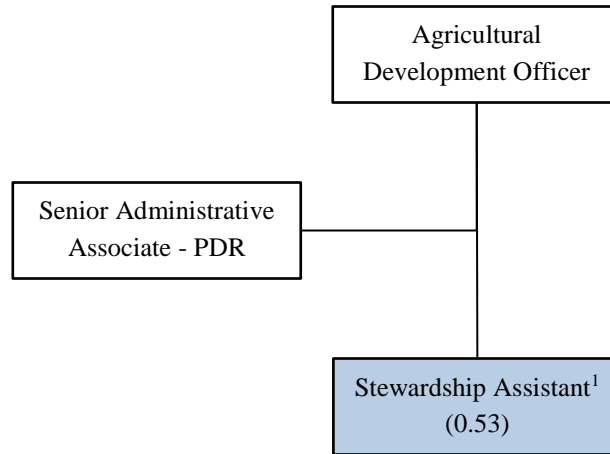 Agricultural
Development Officer
Senior Administrative
Associate - PDR
Stewardship Assistant¹
(0.53)